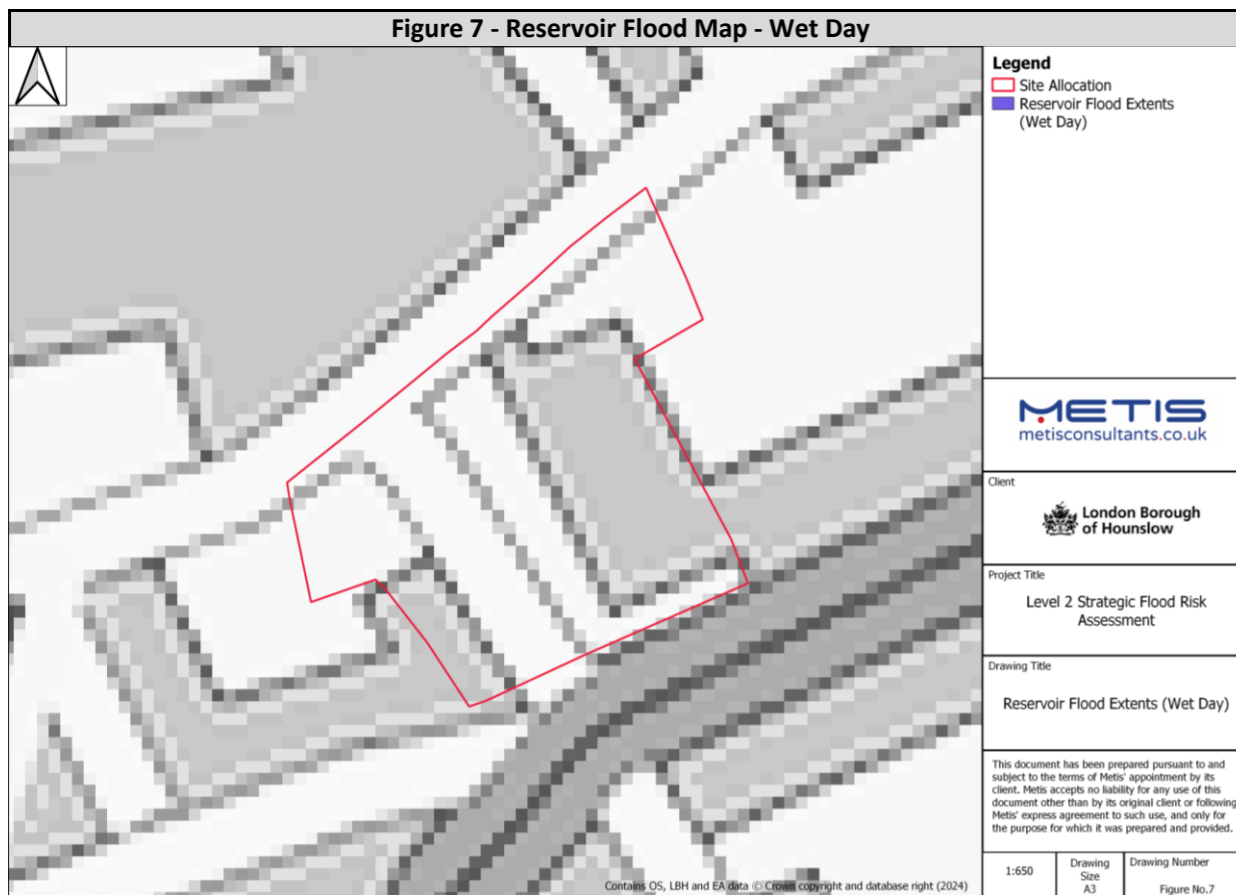 Figure 7 - Reservoir Flood Map - Wet Day
Legend
Site Allocation
Reservoir Flood Extents
(Wet Day)
METIS
metisconsultants.co.uk
Client
London Borough
of Hounslow
Project Title
Level 2 Strategic Flood Risk
Assessment
Drawing Title
Reservoir Flood Extents (Wet Day)
This document has been prepared pursuant to and
subject to the terms of Metis' appointment by its
client. Metis accepts no liability for any use of this
document other than by its original client or following
Metis' express agreement to such use, and only for
the purpose for which it was prepared and provided.
1:650
Drawing
Size
A3
Drawing Number
Figure No.7
Contains OS, LBH and EA data © Crown copyright and database right (2024)